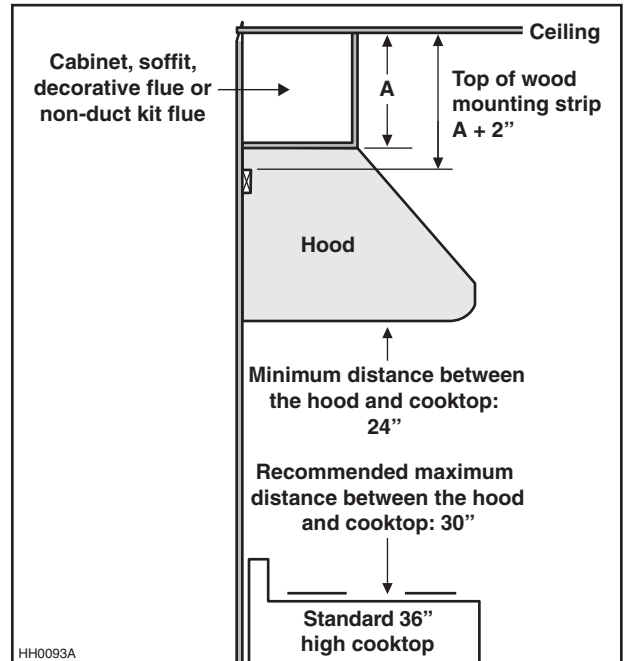 Ceiling
Cabinet, soffit,
decorative flue or
non-duct kit flue
A
Top of wood
mounting strip
A + 2”
Hood
Minimum distance between
the hood and cooktop:
24”
Recommended maximum
distance between the hood
and cooktop: 30”
Standard 36”
high cooktop
HH0093A